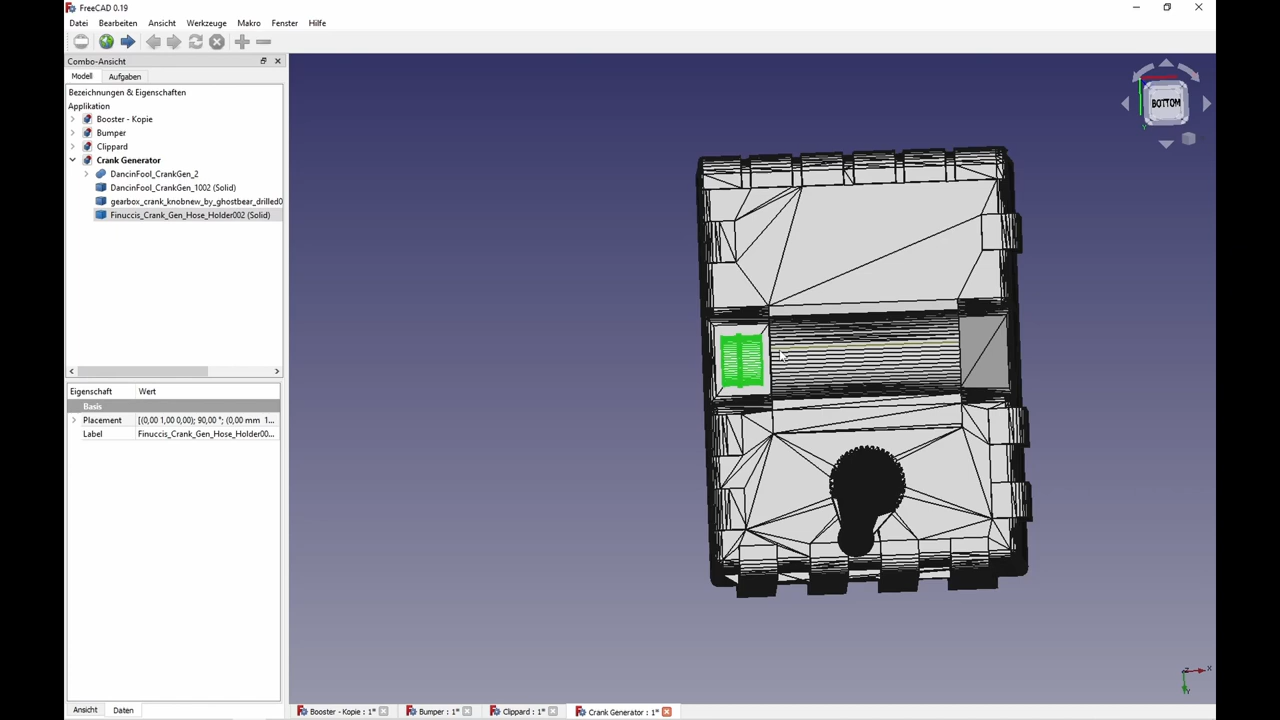 FreeCAD 0.19
Datei Bearbeiten Ansicht Werkzeuge Makro Fenster Hilfe
Combo-Ansicht
Modell Aufgaben
Bezeichnungen & Eigenschaften
Applikation
Booster - Kopie
Bumper
Clippard
Crank Generator
DancinFool_CrankGen_2
DancinFool_CrankGen_1002 (Solid)
gearbox_crank_knobnew_by_ghostbear_drilled0
Finuccis_Crank_Gen_Hose_Holder002 (Solid)
Eigenschaft Wert
Basis
Placement [(0,00 1,00 0,00); 90,00 °; (0,00 mm 1...
Label Finuccis_Crank_Gen_Hose_Holder00...
Ansicht Daten
BOTTOM
Y
Z X
Y
Booster - Kopie : 1* Bumper : 1* Clippard : 1* Crank Generator : 1*